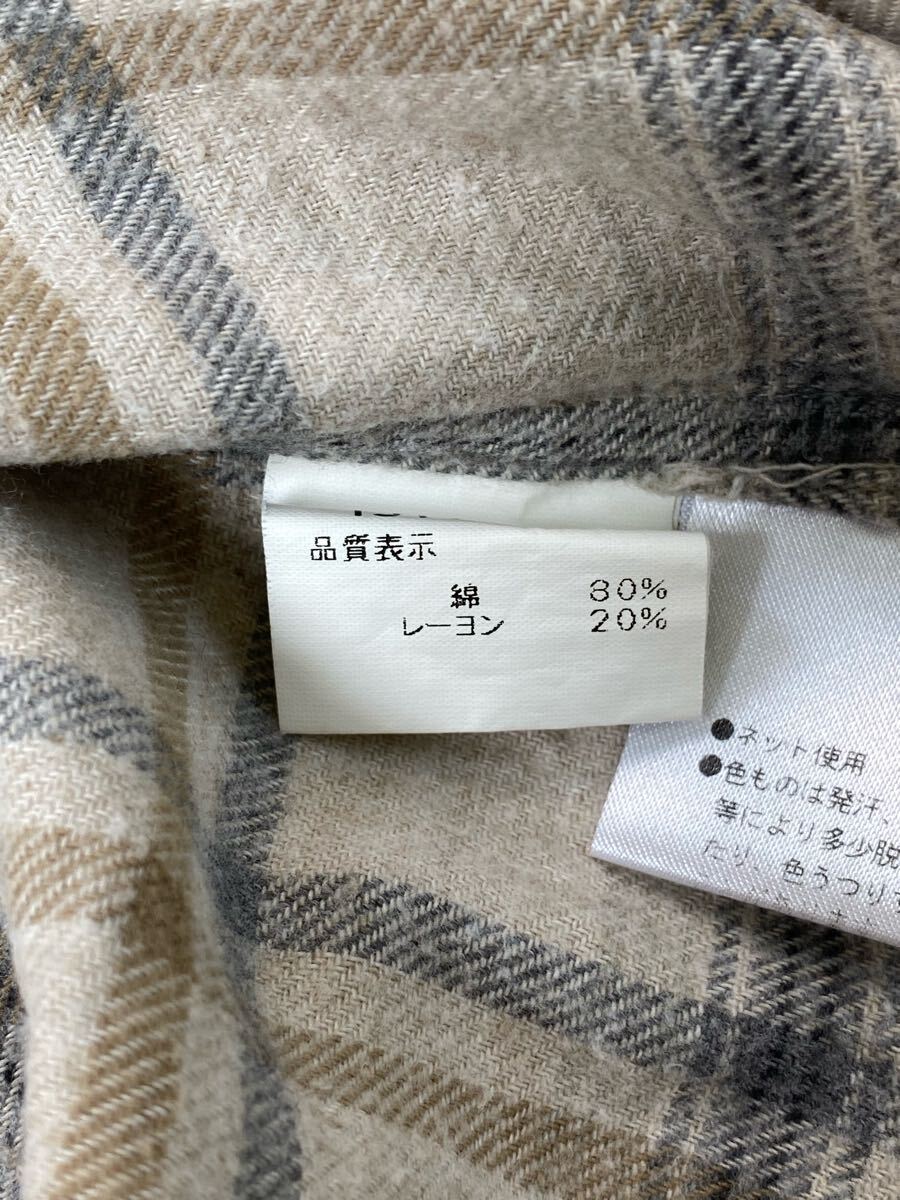 品質表示
綿 80%
レーヨン 20%
●ネット使用
●色ものは発汗、
等により多少脱
たり、色うつり